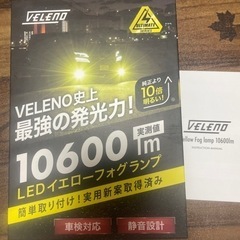 VELENO
ULTIMATE
VELENO史上
最強の発光力!
純正より
10倍
明るい!
10600lm
実測値
LEDイエローフォグランプ
簡単取り付け!実用新案取得済み
車検対応
静音設計
VELENO
Yellow Fog lamp 10600lm